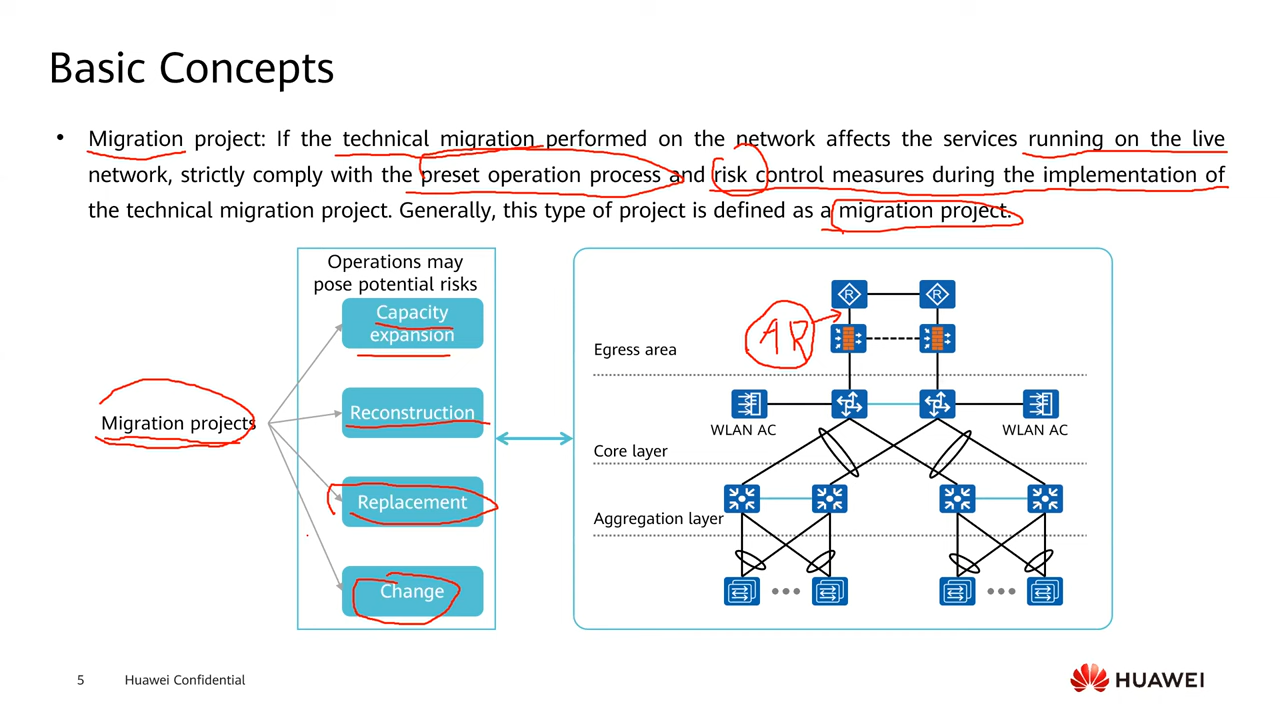 Basic Concepts
• Migration project: If the technical migration performed on the network affects the services running on the live
network, strictly comply with the preset operation process and risk control measures during the implementation of
the technical migration project. Generally, this type of project is defined as a migration project.
Operations may
pose potential risks
Capacity
expansion
Reconstruction
Replacement
Change
Migration projects
R
R
AR
Egress area
WLAN AC
WLAN AC
Core layer
Aggregation layer
5
Huawei Confidential
HUAWEI